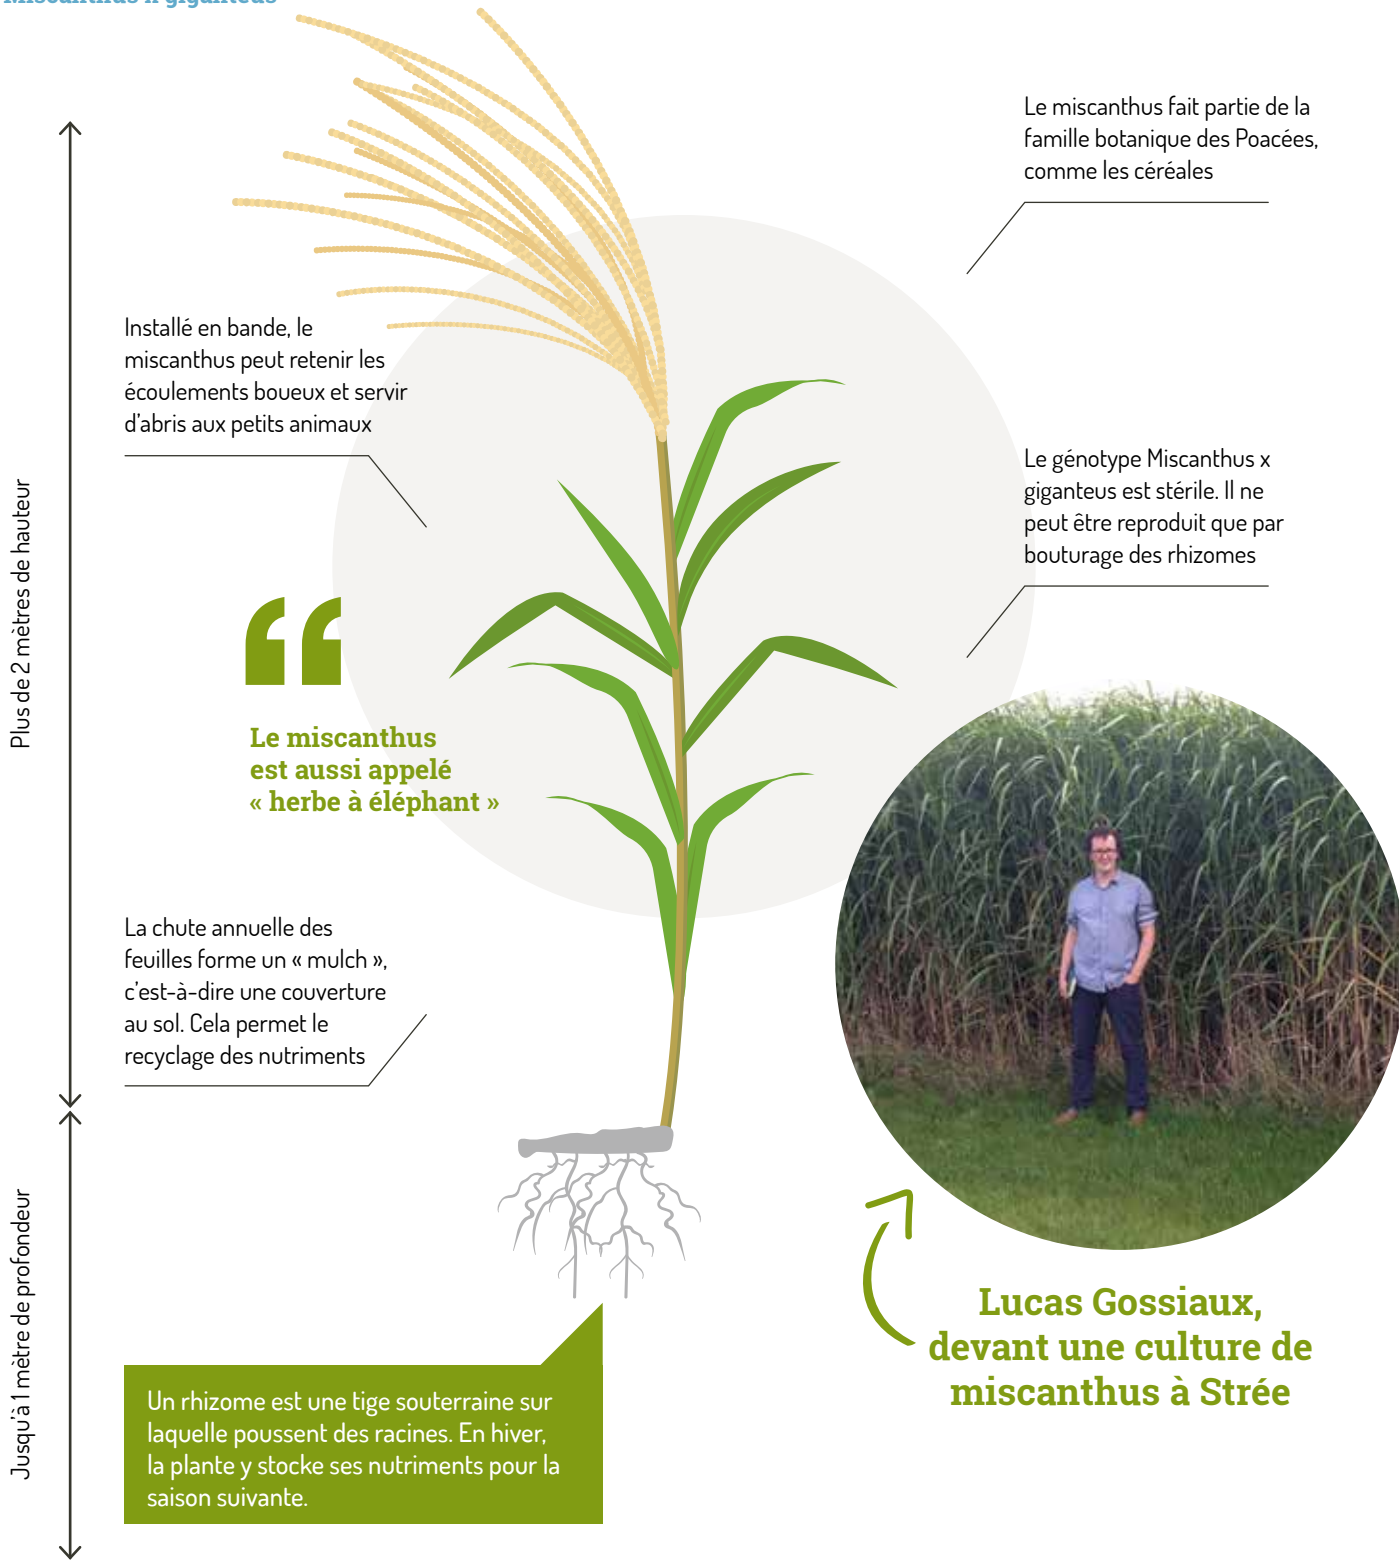 Miscanthus x giganteus
Le miscanthus fait partie de la
famille botanique des Poacées,
comme les céréales
Installé en bande, le
miscanthus peut retenir les
écoulements boueux et servir
d'abris aux petits animaux
Le génotype Miscanthus x
giganteus est stérile. Il ne
peut être reproduit que par
bouturage des rhizomes
Plus de 2 mètres de hauteur
“
Le miscanthus
est aussi appelé
« herbe à éléphant »
La chute annuelle des
feuilles forme un « mulch »,
c'est-à-dire une couverture
au sol. Cela permet le
recyclage des nutriments
Jusqu'à 1 mètre de profondeur
Lucas Gossiaux,
devant une culture de
miscanthus à Strée
Un rhizome est une tige souterraine sur
laquelle poussent des racines. En hiver,
la plante y stocke ses nutriments pour la
saison suivante.